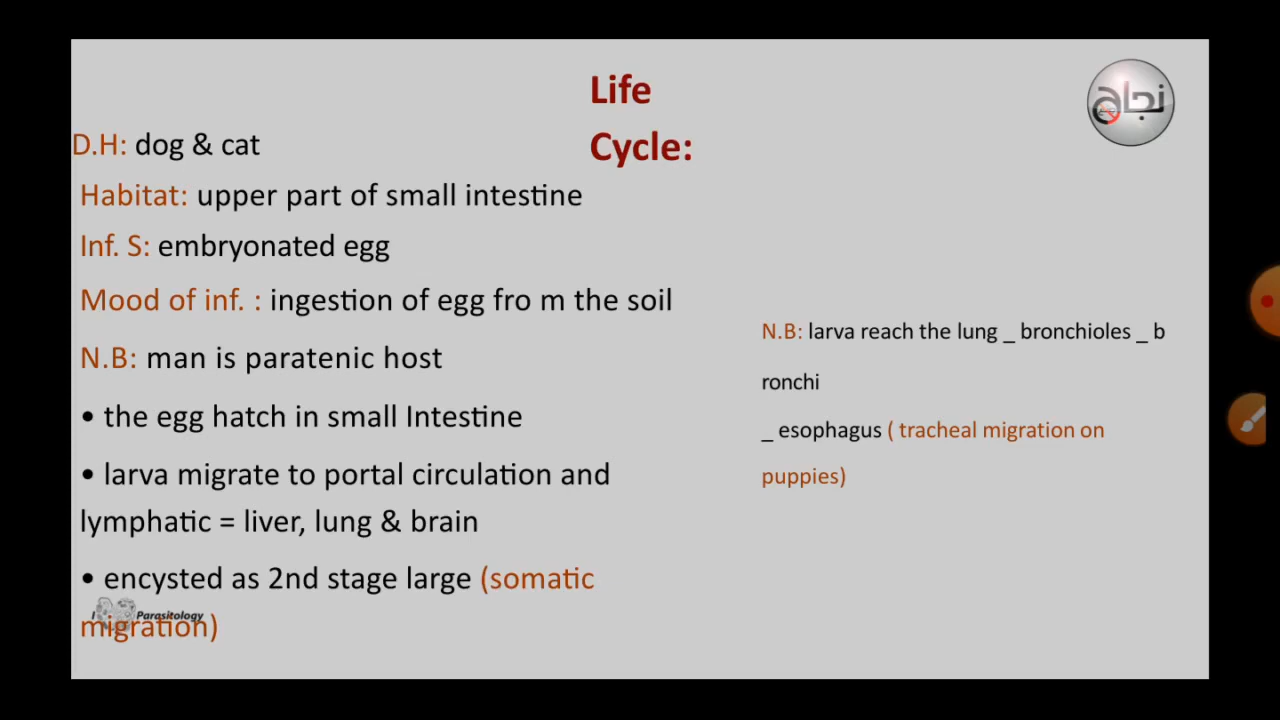 Life
Cycle:
نجاح
D.H: dog & cat
Habitat: upper part of small intestine
Inf. S: embryonated egg
Mood of inf. : ingestion of egg fro m the soil
N.B: man is paratenic host
• the egg hatch in small Intestine
• larva migrate to portal circulation and
lymphatic = liver, lung & brain
• encysted as 2nd stage large (somatic
migration)
I Parasitology
N.B: larva reach the lung _ bronchioles _ b
ronchi
_ esophagus ( tracheal migration on
puppies)